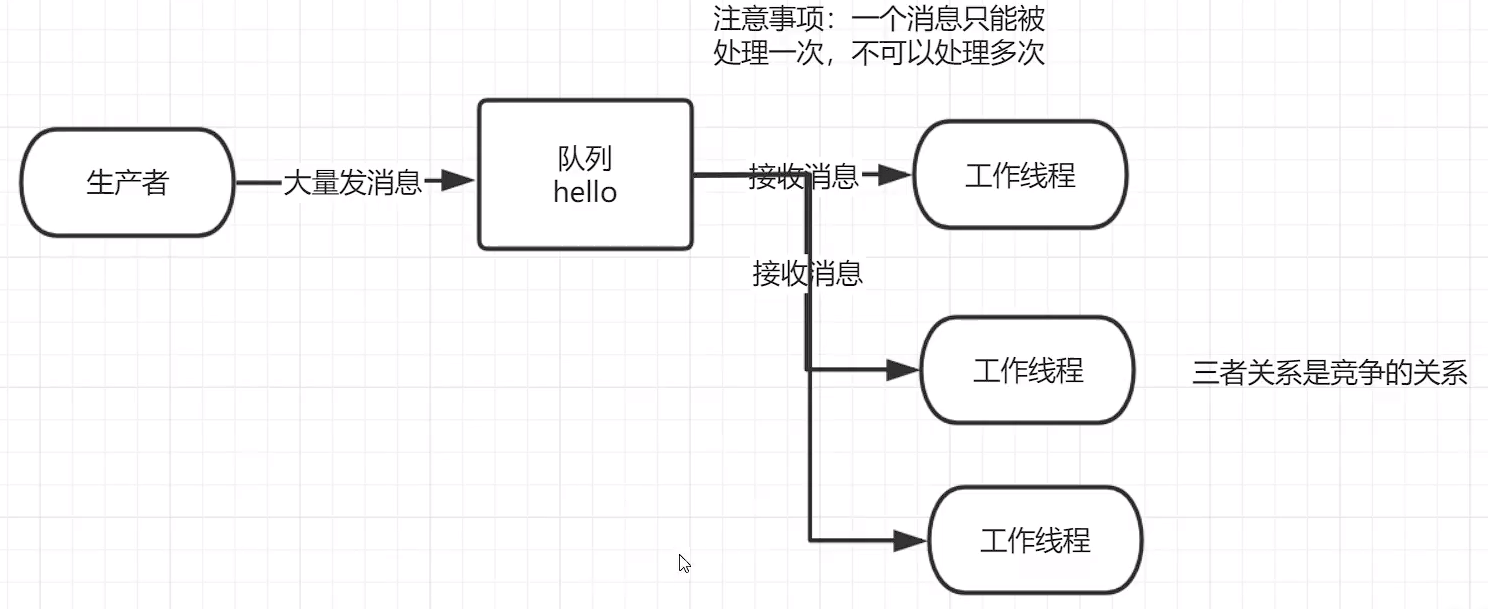 注意事项：一个消息只能被
处理一次，不可以处理多次
生产者
大量发消息
队列
hello
接收消息
工作线程
接收消息
工作线程
三者关系是竞争的关系
工作线程